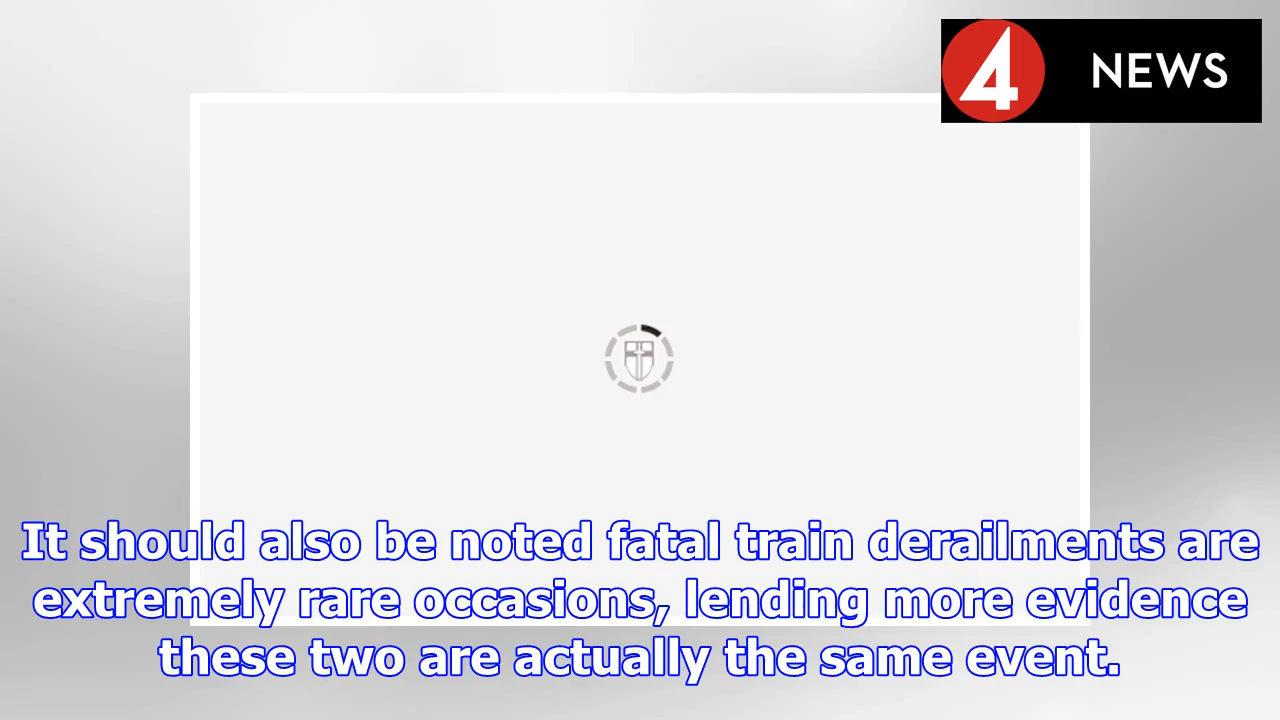 4 NEWS
It should also be noted fatal train derailments are
extremely rare occasions, lending more evidence
these two are actually the same event.